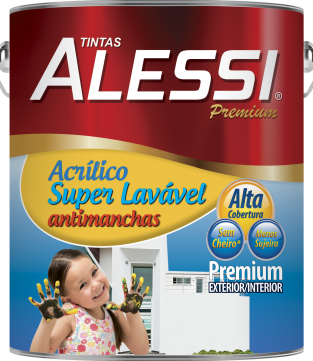 TINTAS
ALESSI®
Premium
Acrílico
Super Lavável
antimanchas
Alta
Cobertura
Sem
Cheiro*
Menos
Sujeira
Premium
EXTERIOR/INTERIOR